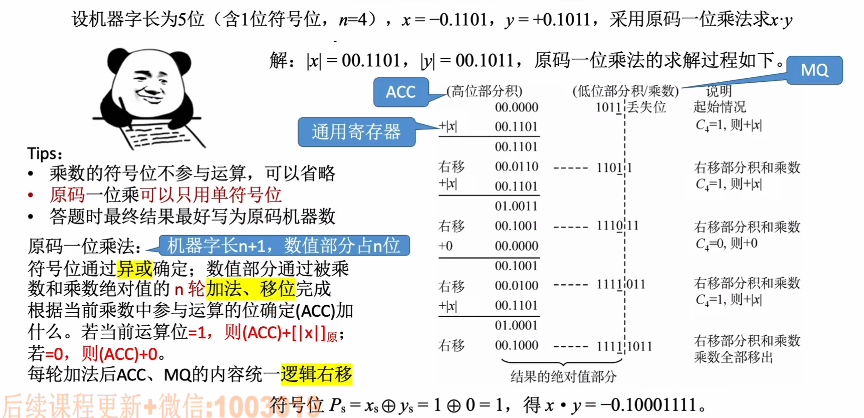 设机器字长为5位（含1位符号位，n=4），x = −0.1101，y = +0.1011，采用原码一位乘法求x·y
解：|x| = 00.1101，|y| = 00.1011，原码一位乘法的求解过程如下。
MQ
ACC
(高位部分积) (低位部分积/乘数) 说明
00.0000 1011 丢失位 起始情况
通用寄存器
+|x| 00.1101 C₄=1, 则+|x|
00.1101
右移 00.0110 ----- 1101 1 右移部分积和乘数
+|x| 00.1101 C₄=1, 则+|x|
01.0011
右移 00.1001 ----- 1110 11 右移部分积和乘数
+0 00.0000 C₄=0, 则+0
00.1001
右移 00.0100 ----- 1111 011 右移部分积和乘数
+|x| 00.1101 C₄=1, 则+|x|
01.0001
右移 00.1000 ----- 1111 1011 右移部分积和乘数
乘数全部移出
结果的绝对值部分
Tips：
• 乘数的符号位不参与运算，可以省略
• 原码一位乘可以只用单符号位
• 答题时最终结果最好写为原码机器数
原码一位乘法：
机器字长n+1，数值部分占n位
符号位通过异或确定；数值部分通过被乘
数和乘数绝对值的 n 轮加法、移位完成
根据当前乘数中参与运算的位确定(ACC)加
什么。若当前运算位=1，则(ACC)+[|x|]原；
若=0，则(ACC)+0。
每轮加法后ACC、MQ的内容统一逻辑右移
符号位 Pₛ = xₛ ⊕ yₛ = 1 ⊕ 0 = 1，得 x · y = −0.10001111。
后续课程更新+微信:10030